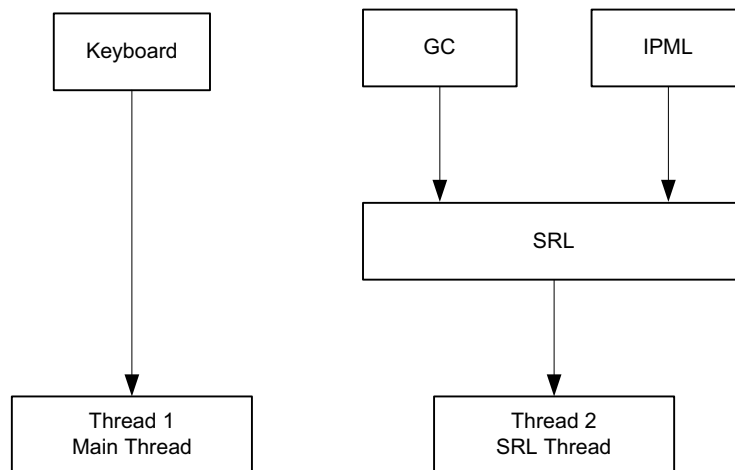 Keyboard
GC
IPML
SRL
Thread 1
Main Thread
Thread 2
SRL Thread